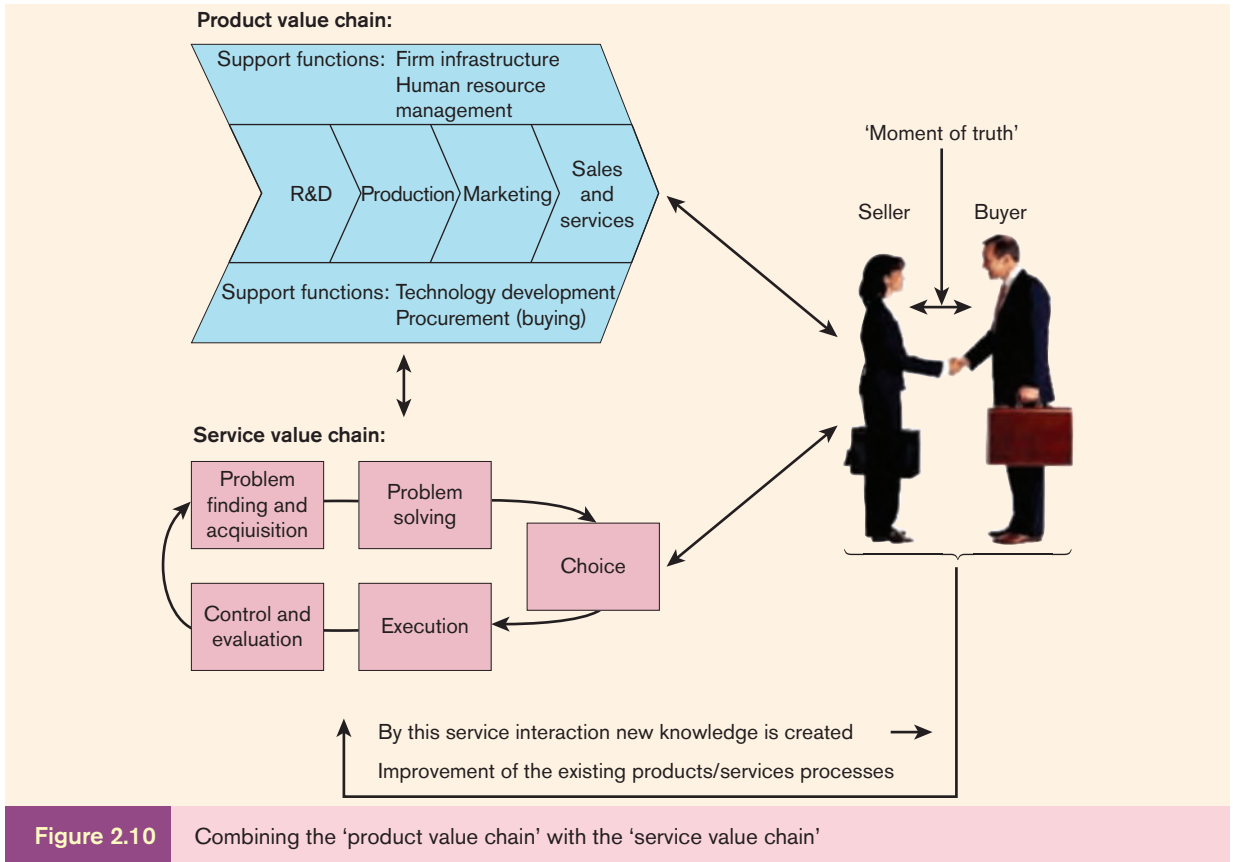 Product value chain:
Support functions: Firm infrastructure
Human resource
management
R&D
Production
Marketing
Sales
and
services
Support functions: Technology development
Procurement (buying)
'Moment of truth'
Seller
Buyer
Service value chain:
Problem
finding and
acqiuisition
Problem
solving
Choice
Control and
evaluation
Execution
By this service interaction new knowledge is created
Improvement of the existing products/services processes
Figure 2.10
Combining the 'product value chain' with the 'service value chain'